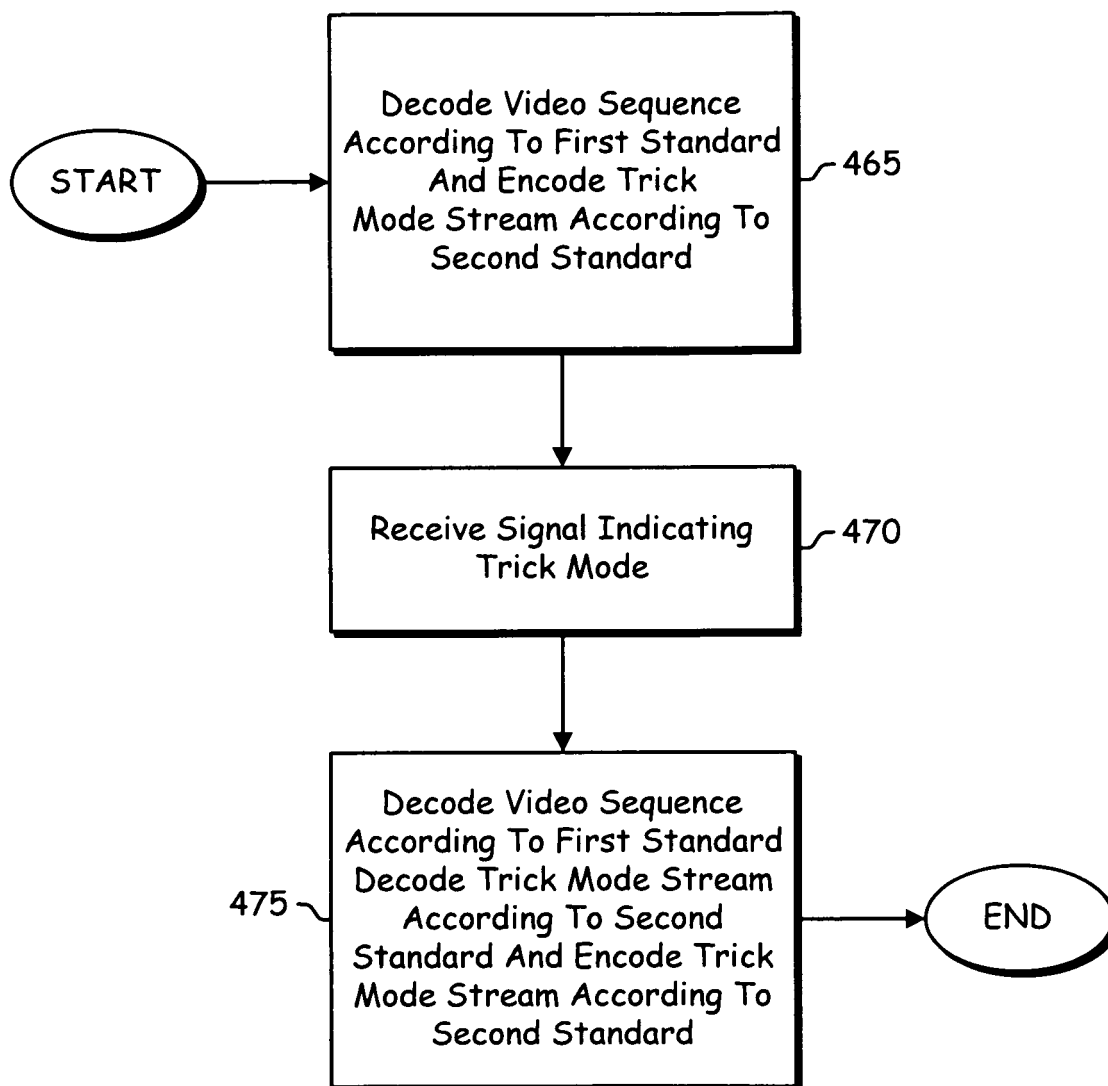 START
Decode Video Sequence
According To First Standard
And Encode Trick
Mode Stream According To
Second Standard
465
Receive Signal Indicating
Trick Mode
470
Decode Video Sequence
According To First Standard
Decode Trick Mode Stream
According To Second
Standard And Encode Trick
Mode Stream According To
Second Standard
475
END